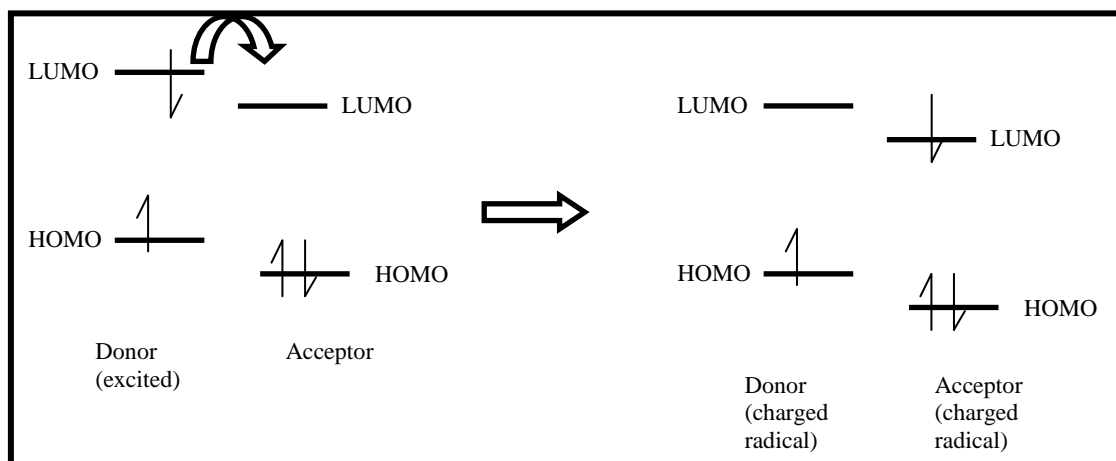 LUMO
LUMO
HOMO
HOMO
Donor
(excited)
Acceptor
LUMO
LUMO
HOMO
HOMO
Donor
(charged
radical)
Acceptor
(charged
radical)